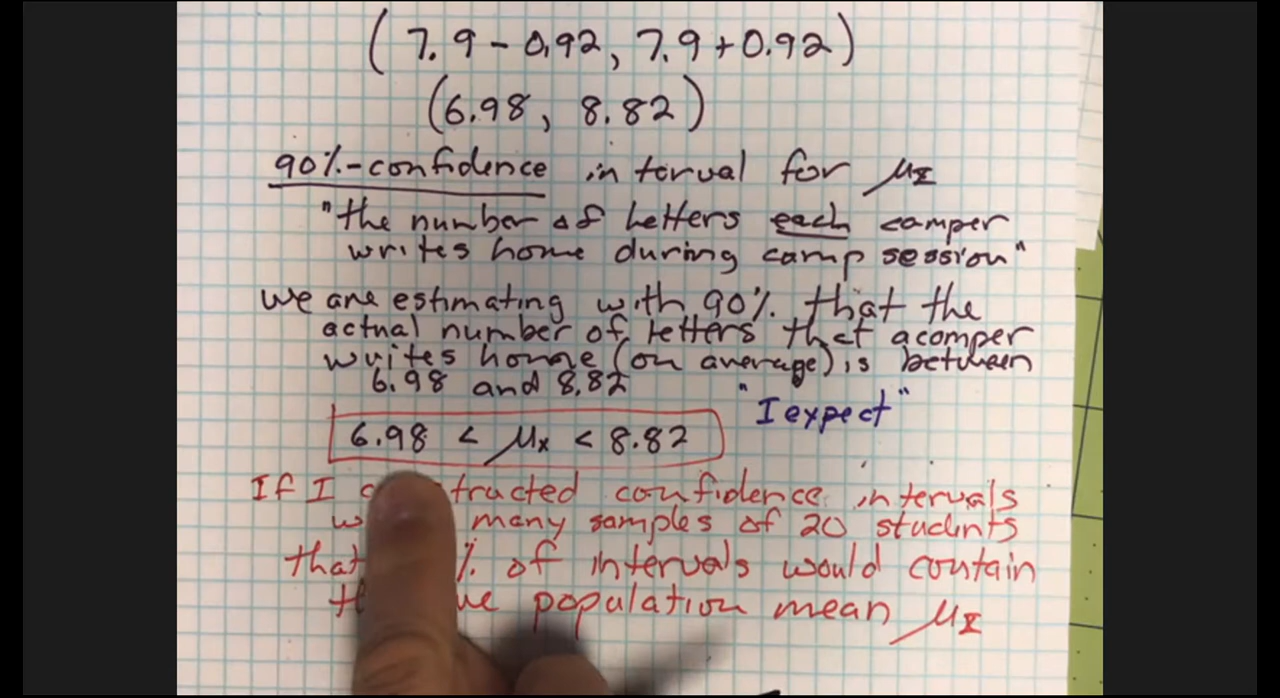 (7.9 - 0.92, 7.9 + 0.92)
(6.98, 8.82)
90%-confidence interval for μx
"the number of letters each camper
writes home during camp session"
We are estimating with 90% that the
actual number of letters that a camper
writes home (on average) is between
6.98 and 8.82
"I expect"
6.98 < μx < 8.82
If I confidence intervals
many samples of 20 students
that % of intervals would contain
population mean μx